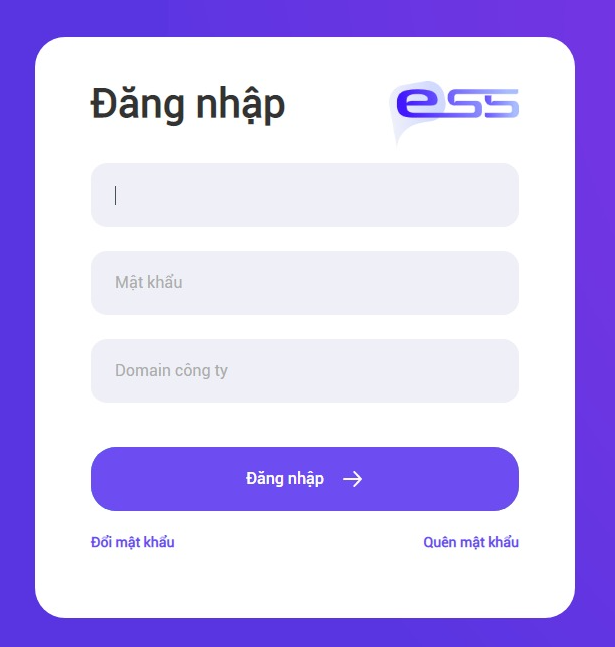 Đăng nhập
ess
Mật khẩu
Domain công ty
Đăng nhập
Đổi mật khẩu
Quên mật khẩu